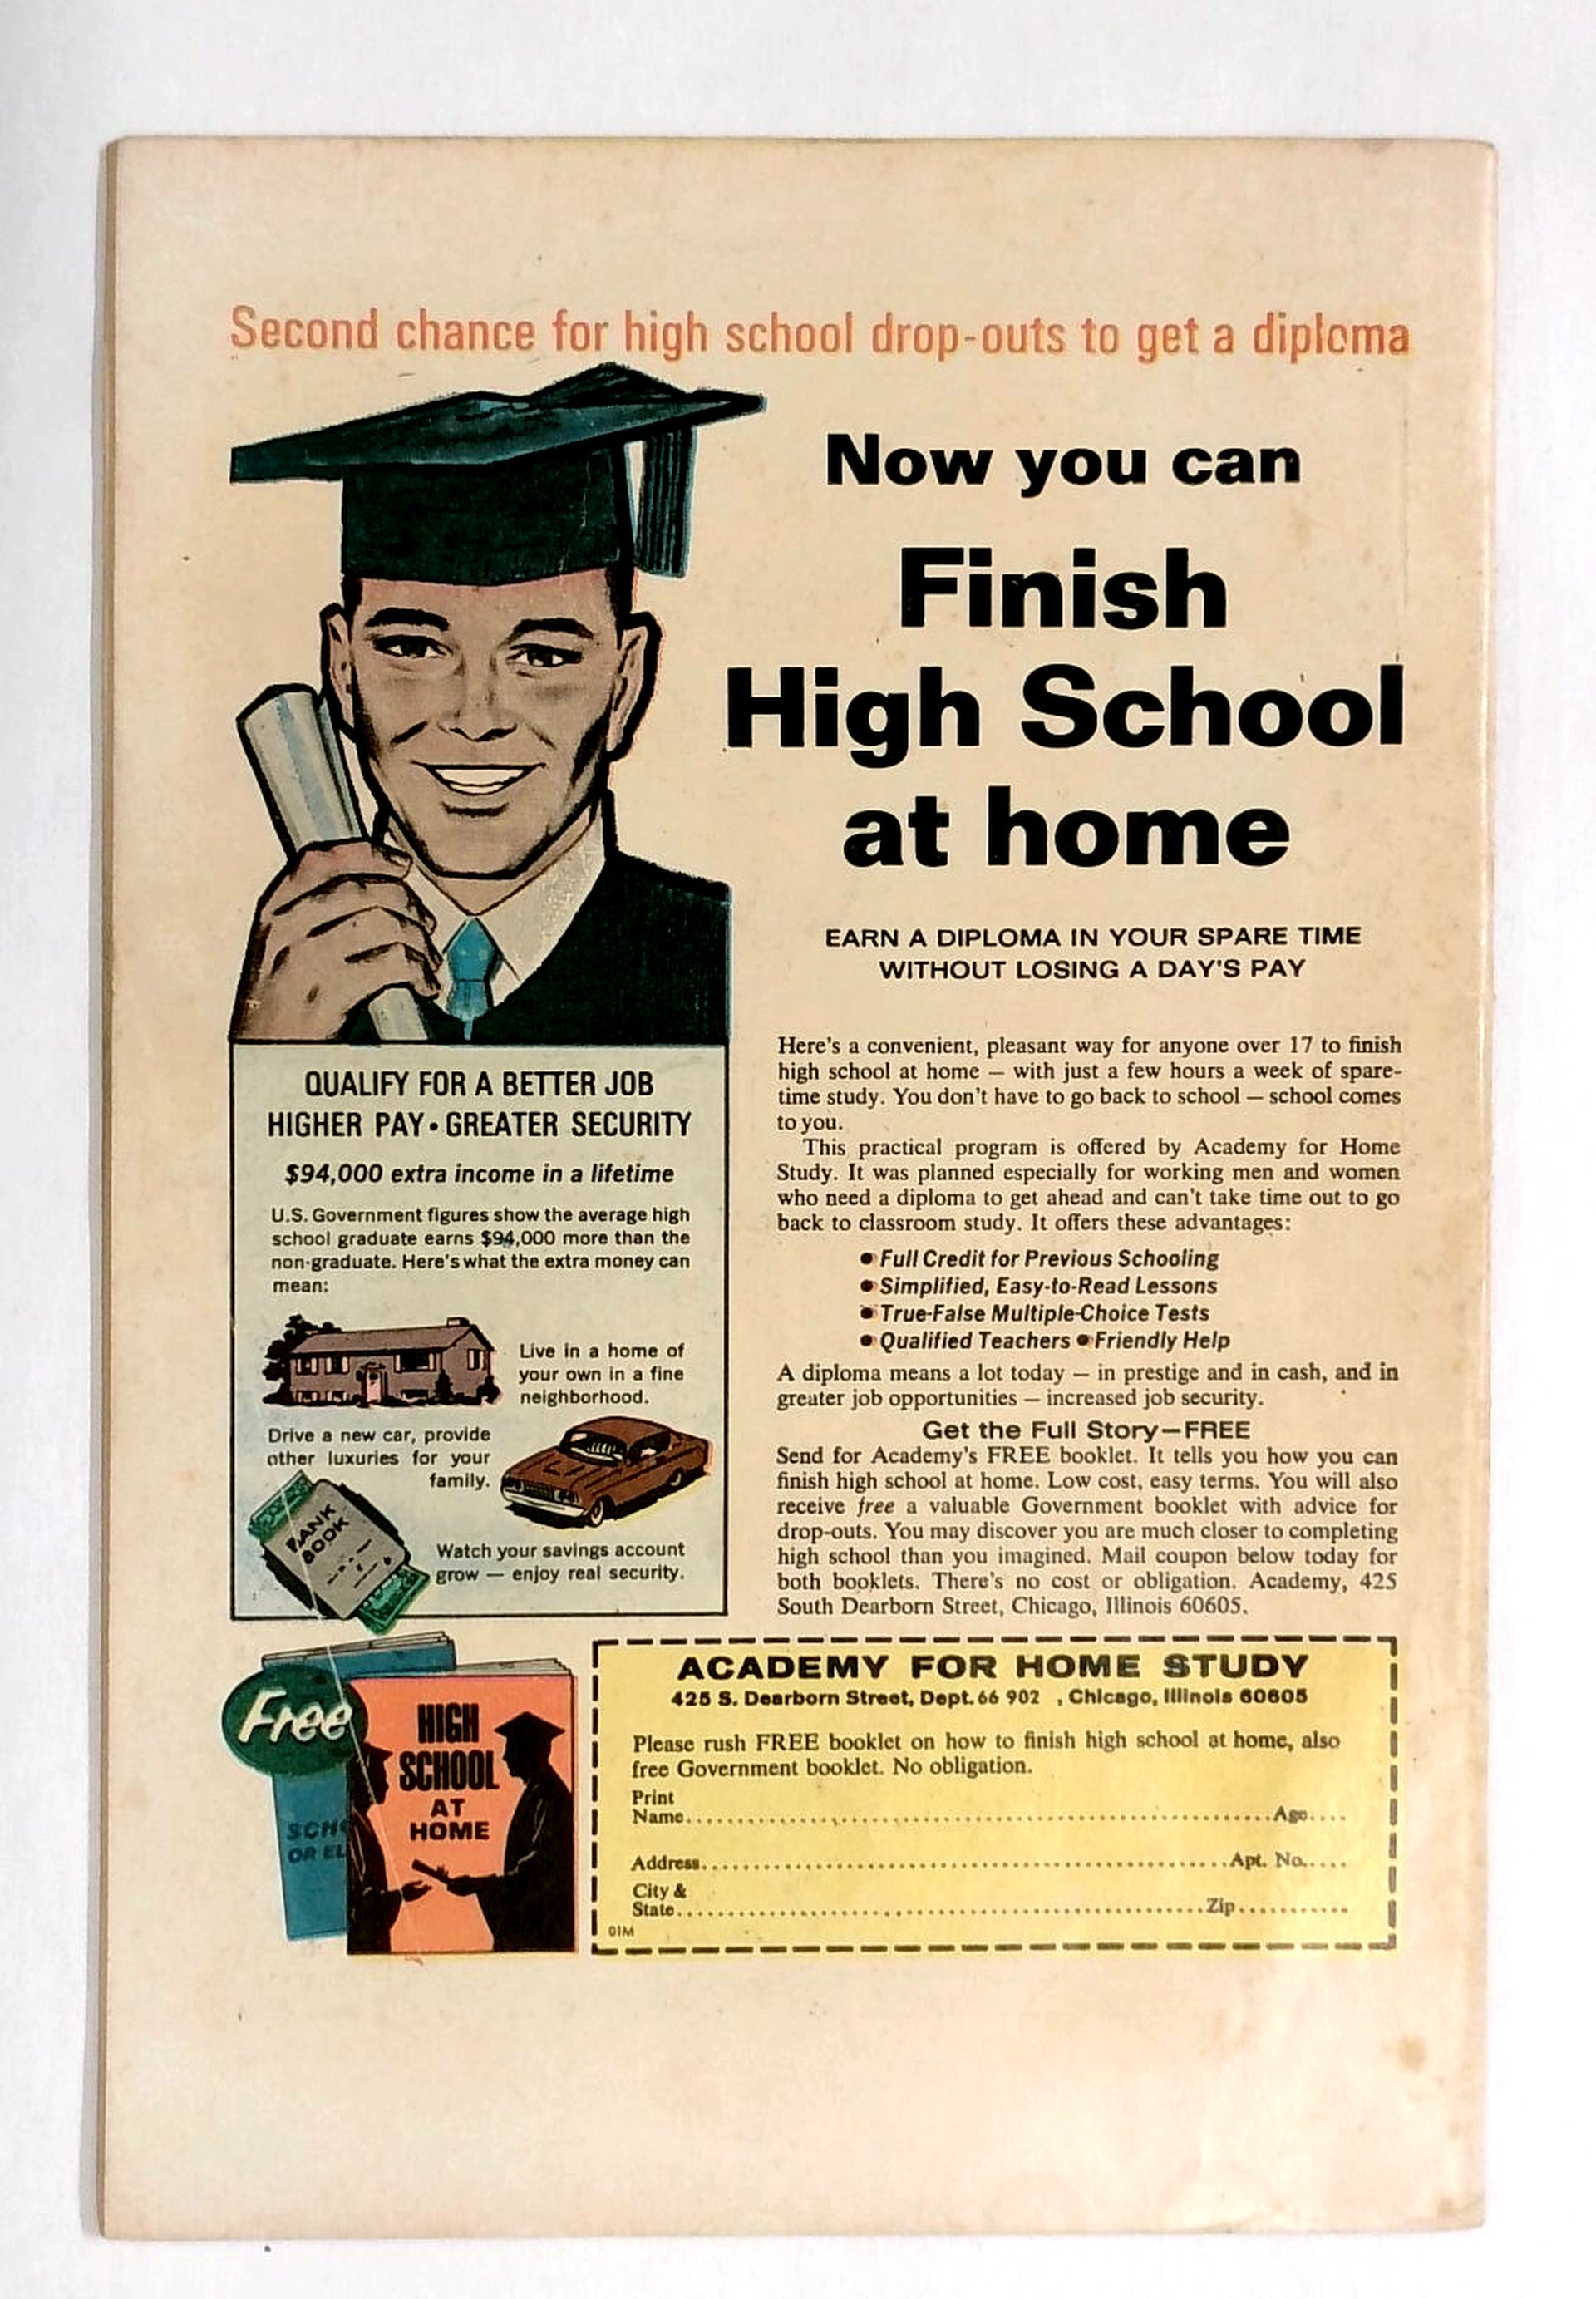 Second chance for high school drop-outs to get a diploma
Now you can
Finish
High School
at home
EARN A DIPLOMA IN YOUR SPARE TIME
WITHOUT LOSING A DAY'S PAY
QUALIFY FOR A BETTER JOB
HIGHER PAY • GREATER SECURITY
$94,000 extra income in a lifetime
U.S. Government figures show the average high
school graduate earns $94,000 more than the
non-graduate. Here's what the extra money can
mean:
Live in a home of
your own in a fine
neighborhood.
Drive a new car, provide
other luxuries for your
family.
BANK
BOOK
Watch your savings account
grow — enjoy real security.
Here's a convenient, pleasant way for anyone over 17 to finish
high school at home — with just a few hours a week of spare-
time study. You don't have to go back to school — school comes
to you.
This practical program is offered by Academy for Home
Study. It was planned especially for working men and women
who need a diploma to get ahead and can't take time out to go
back to classroom study. It offers these advantages:
• Full Credit for Previous Schooling
• Simplified, Easy-to-Read Lessons
• True-False Multiple-Choice Tests
• Qualified Teachers • Friendly Help
A diploma means a lot today — in prestige and in cash, and in
greater job opportunities — increased job security.
Get the Full Story—FREE
Send for Academy's FREE booklet. It tells you how you can
finish high school at home. Low cost, easy terms. You will also
receive free a valuable Government booklet with advice for
drop-outs. You may discover you are much closer to completing
high school than you imagined. Mail coupon below today for
both booklets. There's no cost or obligation. Academy, 425
South Dearborn Street, Chicago, Illinois 60605.
Free
SCHO
OR EL
HIGH
SCHOOL
AT
HOME
ACADEMY FOR HOME STUDY
425 S. Dearborn Street, Dept. 66 902 , Chicago, Illinois 60605
Please rush FREE booklet on how to finish high school at home, also
free Government booklet. No obligation.
Print
Name..........Age....
Address..........Apt. No.....
City &
State..........Zip..........
01M